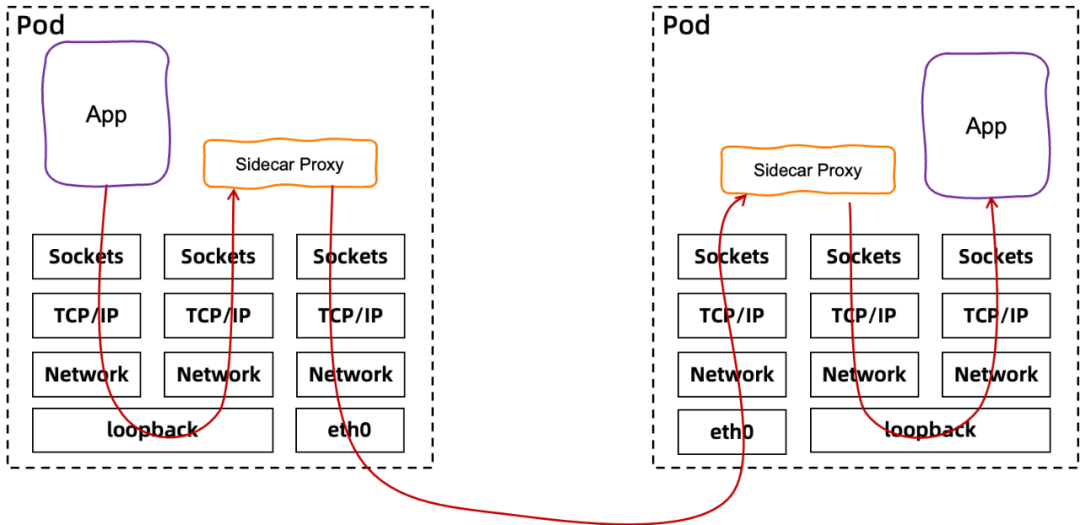 Pod
App
Sidecar Proxy
Sockets Sockets Sockets
TCP/IP TCP/IP TCP/IP
Network Network Network
loopback eth0
Pod
App
Sidecar Proxy
Sockets Sockets Sockets
TCP/IP TCP/IP TCP/IP
Network Network Network
eth0 loopback